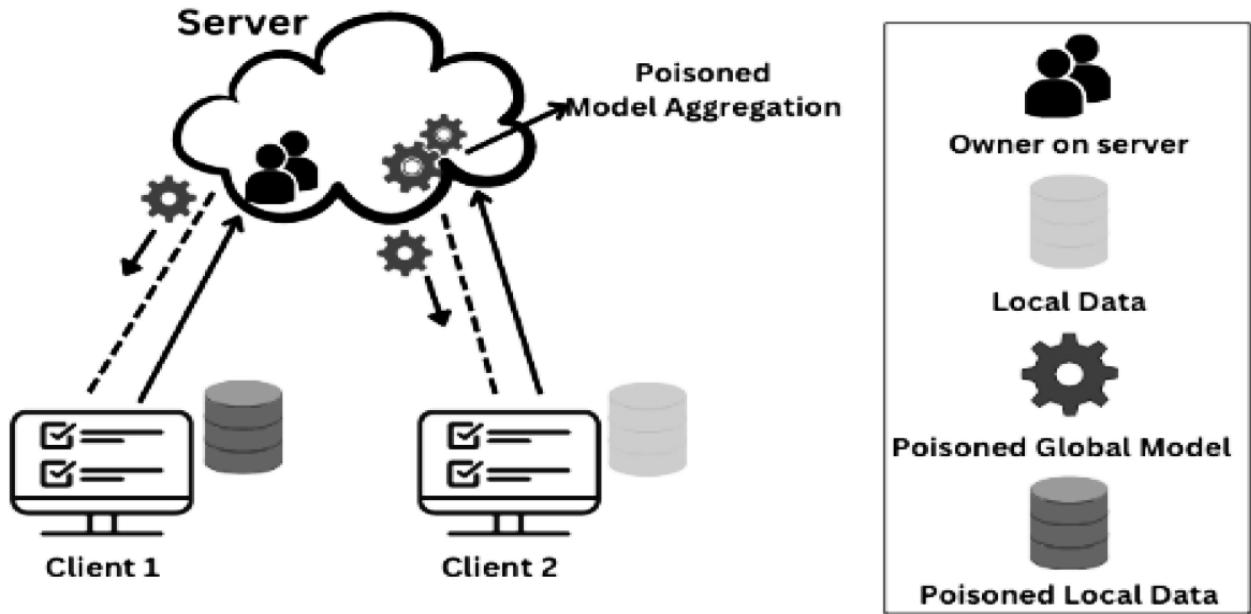 Server
Poisoned
Model Aggregation
Client 1
Client 2
Owner on server
Local Data
Poisoned Global Model
Poisoned Local Data